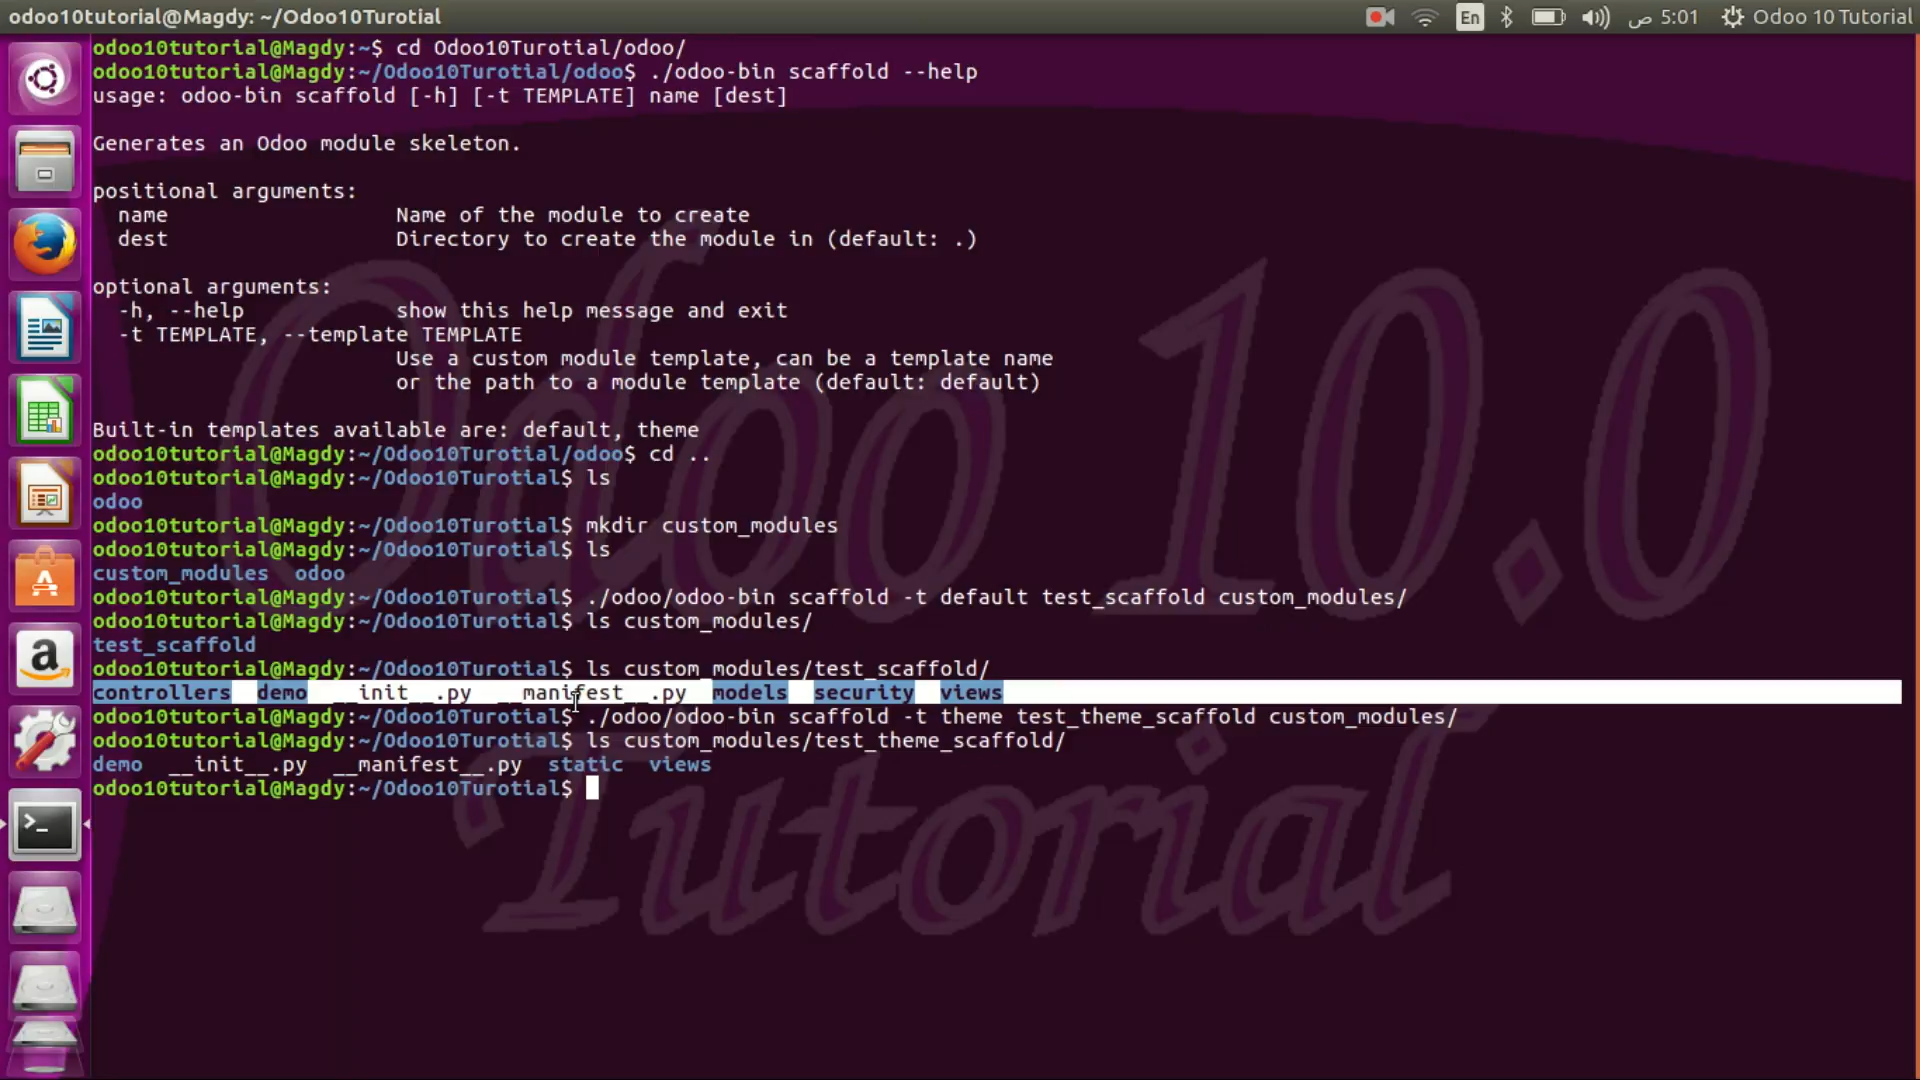 odoo10tutorial@Magdy: ~/Odoo10Turotial
En
5:01 ص
Odoo 10 Tutorial
odoo10tutorial@Magdy:~$ cd Odoo10Turotial/odoo/
odoo10tutorial@Magdy:~/Odoo10Turotial/odoo$ ./odoo-bin scaffold --help
usage: odoo-bin scaffold [-h] [-t TEMPLATE] name [dest]
Generates an Odoo module skeleton.
positional arguments:
name Name of the module to create
dest Directory to create the module in (default: .)
optional arguments:
-h, --help show this help message and exit
-t TEMPLATE, --template TEMPLATE
Use a custom module template, can be a template name
or the path to a module template (default: default)
Built-in templates available are: default, theme
odoo10tutorial@Magdy:~/Odoo10Turotial/odoo$ cd ..
odoo10tutorial@Magdy:~/Odoo10Turotial$ ls
odoo
odoo10tutorial@Magdy:~/Odoo10Turotial$ mkdir custom_modules
odoo10tutorial@Magdy:~/Odoo10Turotial$ ls
custom_modules odoo
odoo10tutorial@Magdy:~/Odoo10Turotial$ ./odoo/odoo-bin scaffold -t default test_scaffold custom_modules/
odoo10tutorial@Magdy:~/Odoo10Turotial$ ls custom_modules/
test_scaffold
odoo10tutorial@Magdy:~/Odoo10Turotial$ ls custom_modules/test_scaffold/
controllers demo __init__.py __manifest__.py models security views
odoo10tutorial@Magdy:~/Odoo10Turotial$ ./odoo/odoo-bin scaffold -t theme test_theme_scaffold custom_modules/
odoo10tutorial@Magdy:~/Odoo10Turotial$ ls custom_modules/test_theme_scaffold/
demo __init__.py __manifest__.py static views
odoo10tutorial@Magdy:~/Odoo10Turotial$
Odoo 10.0
Tutorial